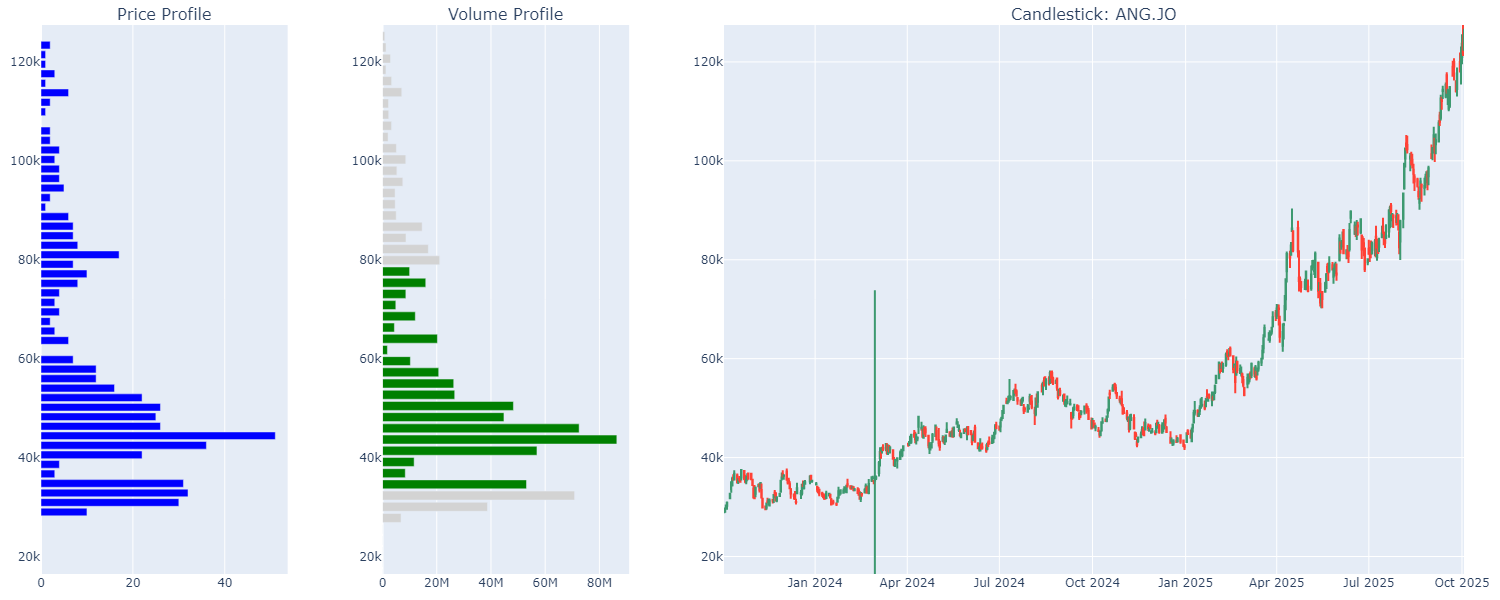 Price Profile
Volume Profile
Candlestick: ANG.JO
120k
100k
80k
60k
40k
20k
0
20
40
120k
100k
80k
60k
40k
20k
0
20M
40M
60M
80M
120k
100k
80k
60k
40k
20k
Jan 2024
Apr 2024
Jul 2024
Oct 2024
Jan 2025
Apr 2025
Jul 2025
Oct 2025